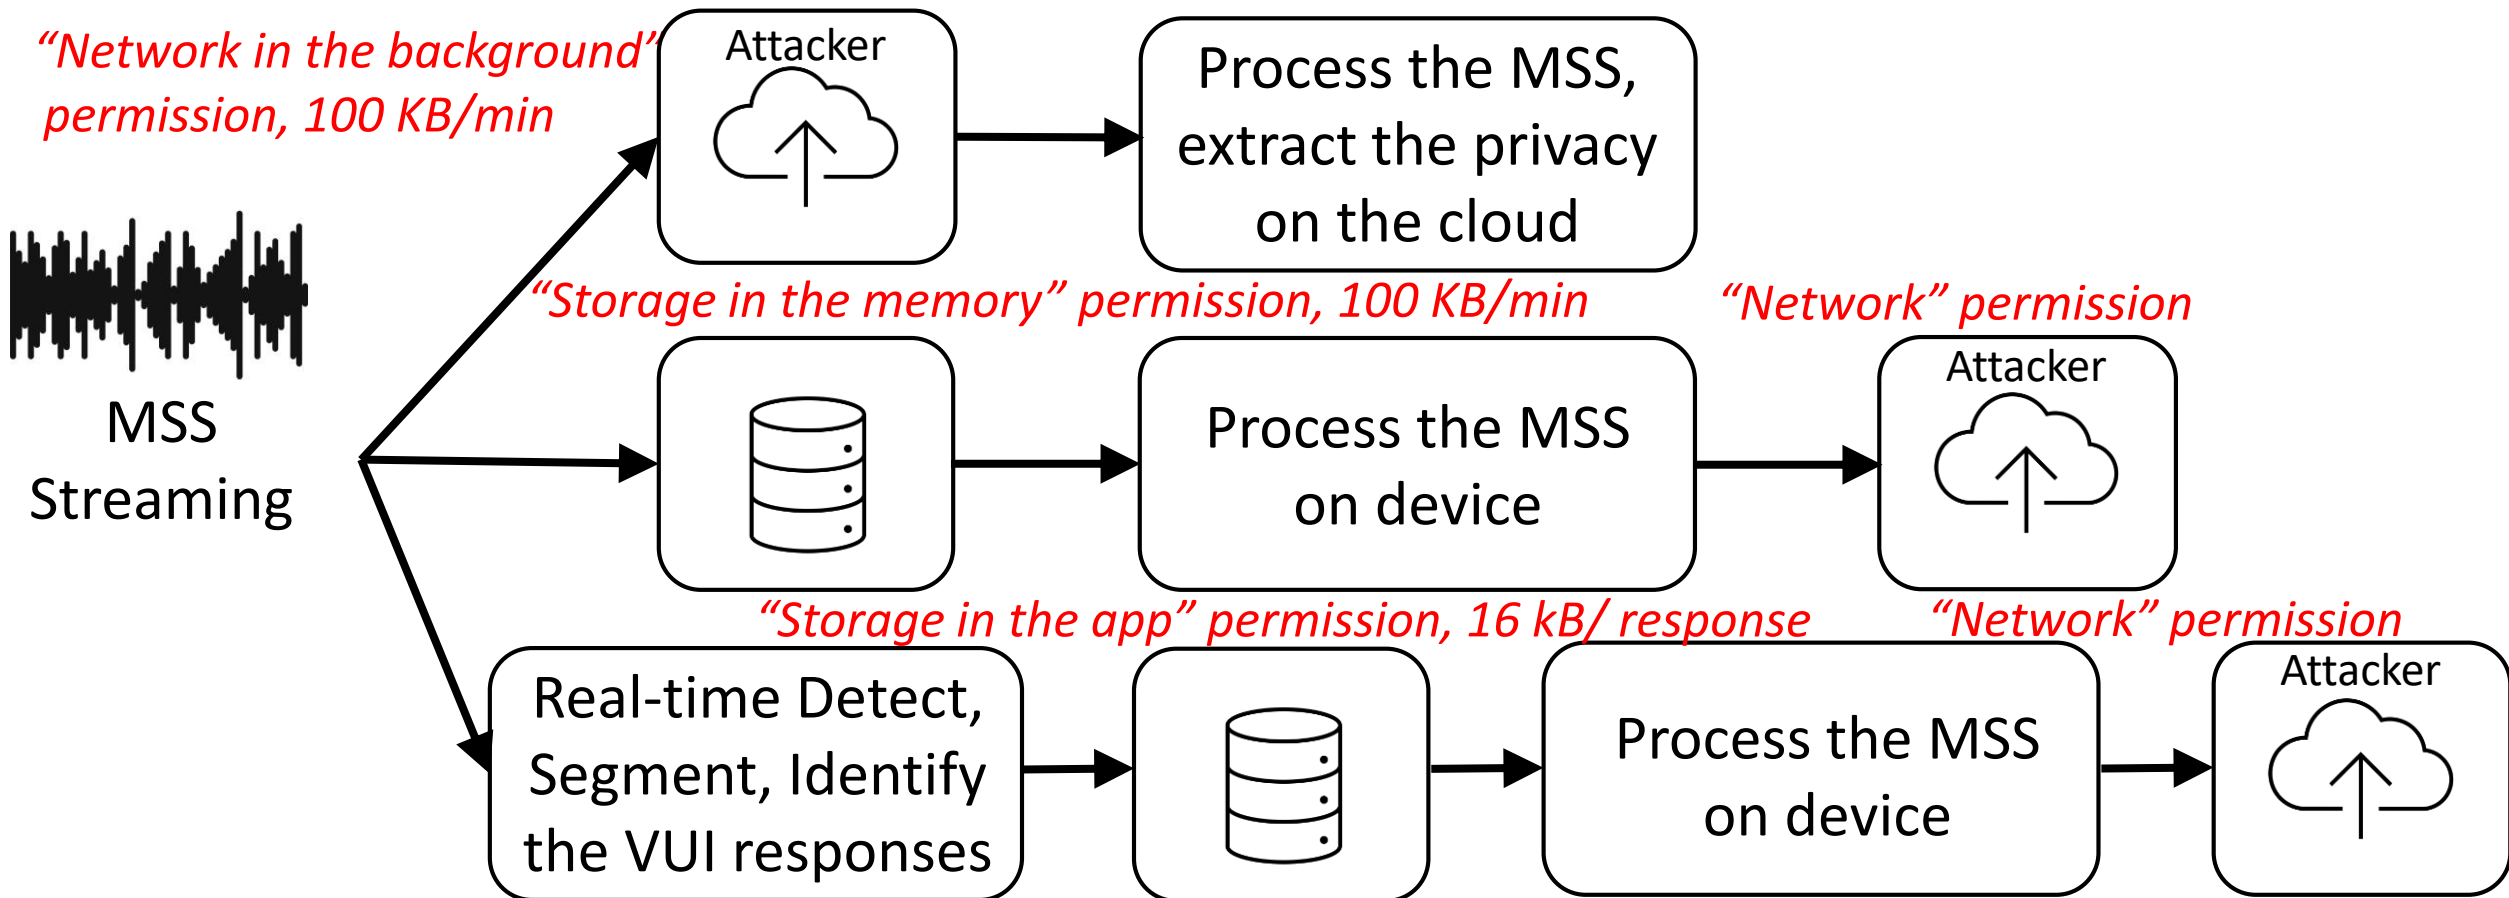 “Network in the background”
permission, 100 KB/min
Attacker
Process the MSS,
extract the privacy
on the cloud
MSS
Streaming
“Storage in the memory” permission, 100 KB/min
“Network” permission
Process the MSS
on device
Attacker
“Storage in the app” permission, 16 kB/ response
“Network” permission
Real-time Detect,
Segment, Identify
the VUI responses
Process the MSS
on device
Attacker